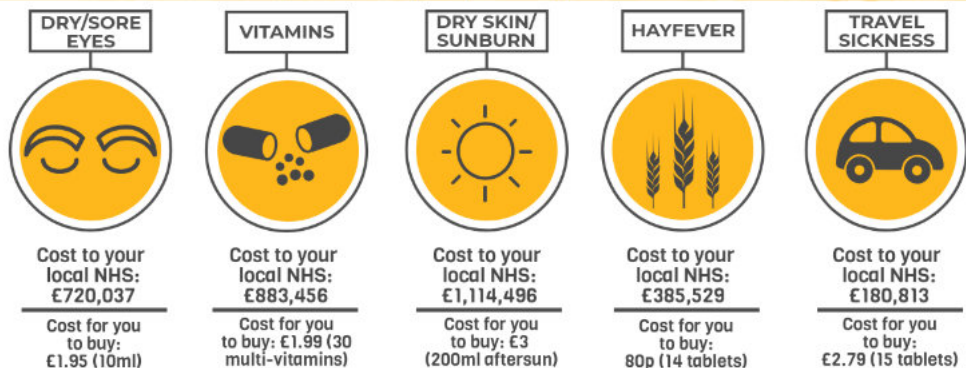 DRY/SORE
EYES
Cost to your
local NHS:
£720,037
Cost for you
to buy:
£1.95 (10ml)
VITAMINS
Cost to your
local NHS:
£883,456
Cost for you
to buy: £1.99 (30
multi-vitamins)
DRY SKIN/
SUNBURN
Cost to your
local NHS:
£1,114,496
Cost for you
to buy: £3
(200ml aftersun)
HAYFEVER
Cost to your
local NHS:
£385,529
Cost for you
to buy:
80p (14 tablets)
TRAVEL
SICKNESS
Cost to your
local NHS:
£180,813
Cost for you
to buy:
£2.79 (15 tablets)